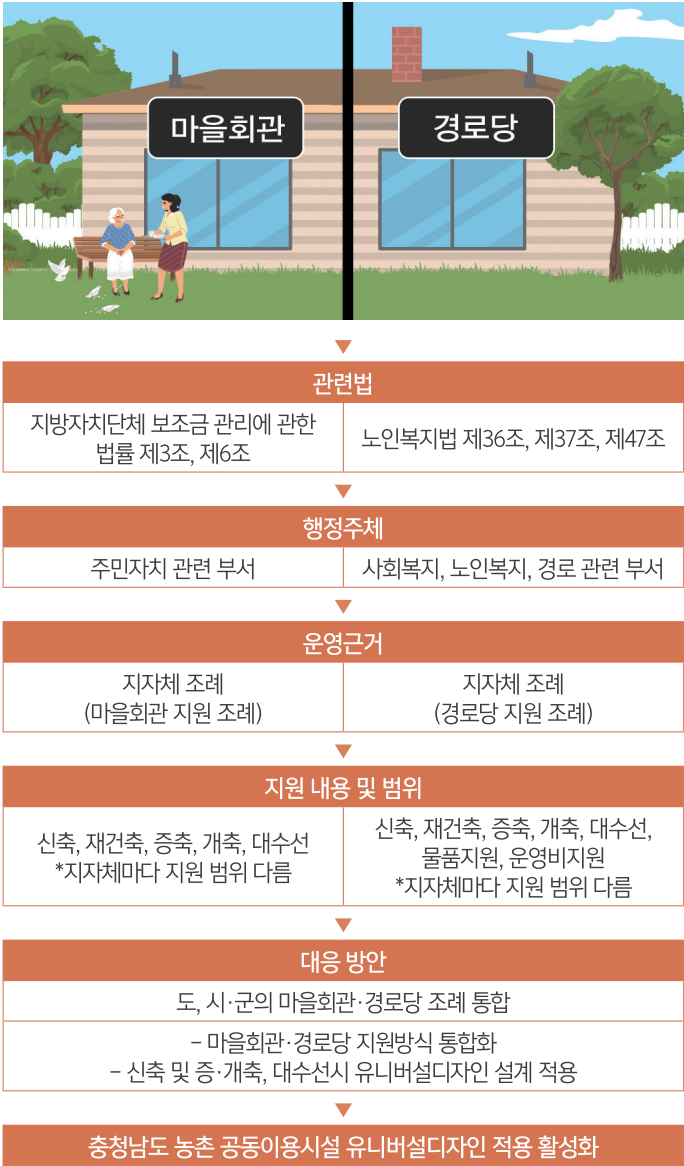 마을회관
경로당
관련법
지방자치단체 보조금 관리에 관한
법률 제3조, 제6조
노인복지법 제36조, 제37조, 제47조
행정주체
주민자치 관련 부서
사회복지, 노인복지, 경로 관련 부서
운영근거
지자체 조례
(마을회관 지원 조례)
지자체 조례
(경로당 지원 조례)
지원 내용 및 범위
신축, 재건축, 증축, 개축, 대수선
*지자체마다 지원 범위 다름
신축, 재건축, 증축, 개축, 대수선,
물품지원, 운영비지원
*지자체마다 지원 범위 다름
대응 방안
도, 시·군의 마을회관·경로당 조례 통합
– 마을회관·경로당 지원방식 통합화
– 신축 및 증·개축, 대수선시 유니버설디자인 설계 적용
충청남도 농촌 공동이용시설 유니버설디자인 적용 활성화